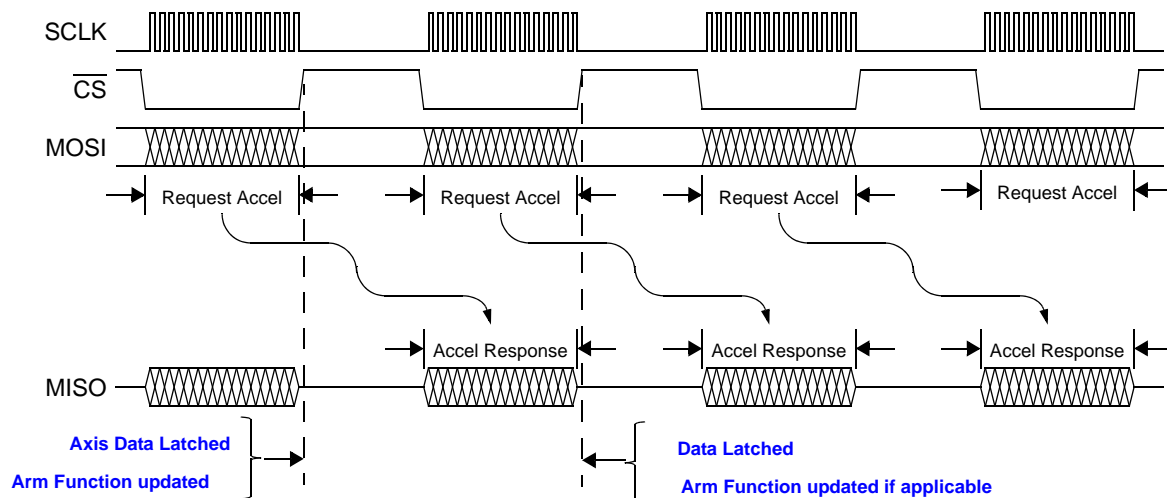 SCLK
CS
MOSI
Request Accel
Request Accel
Request Accel
Request Accel
Accel Response
Accel Response
Accel Response
MISO
Axis Data Latched
Arm Function updated
Data Latched
Arm Function updated if applicable